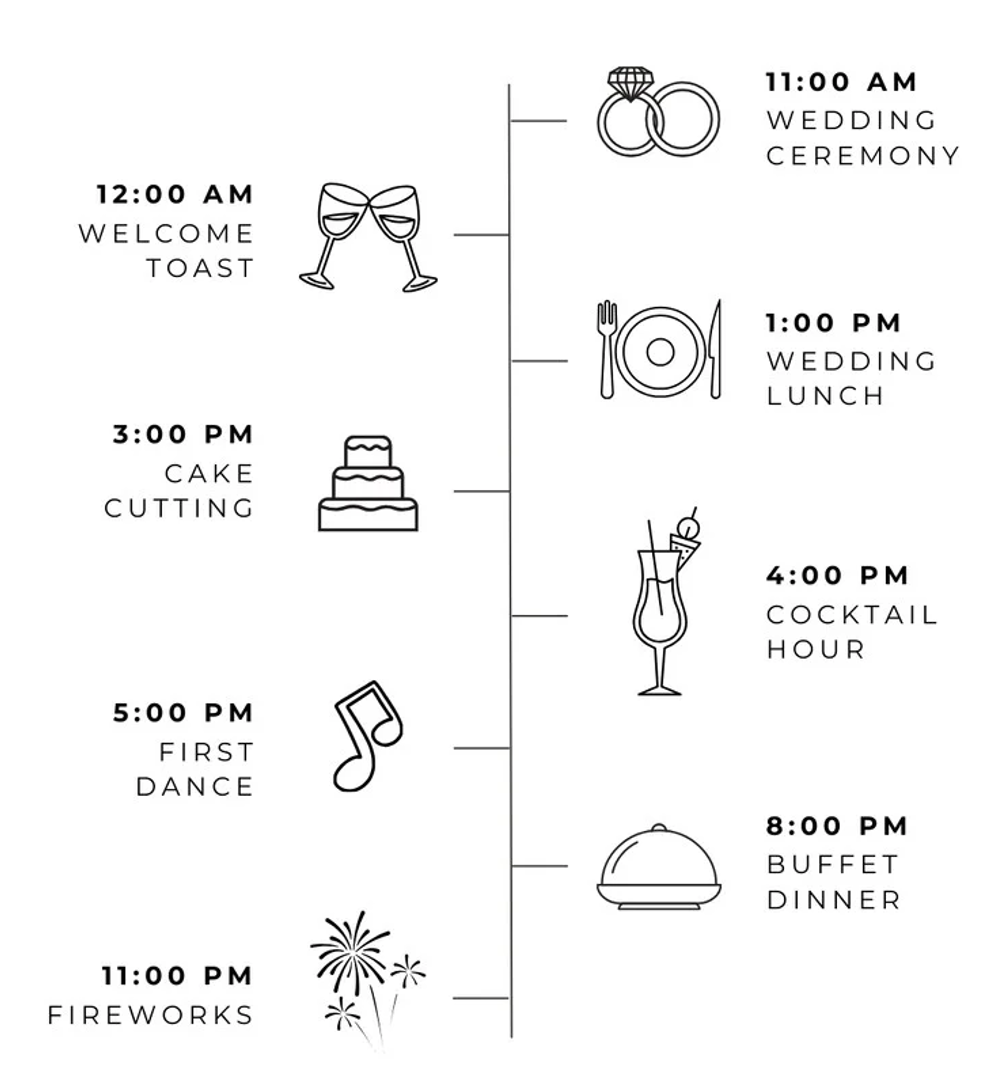 11:00 AM
WEDDING
CEREMONY
12:00 AM
WELCOME
TOAST
1:00 PM
WEDDING
LUNCH
3:00 PM
CAKE
CUTTING
4:00 PM
COCKTAIL
HOUR
5:00 PM
FIRST
DANCE
8:00 PM
BUFFET
DINNER
11:00 PM
FIREWORKS